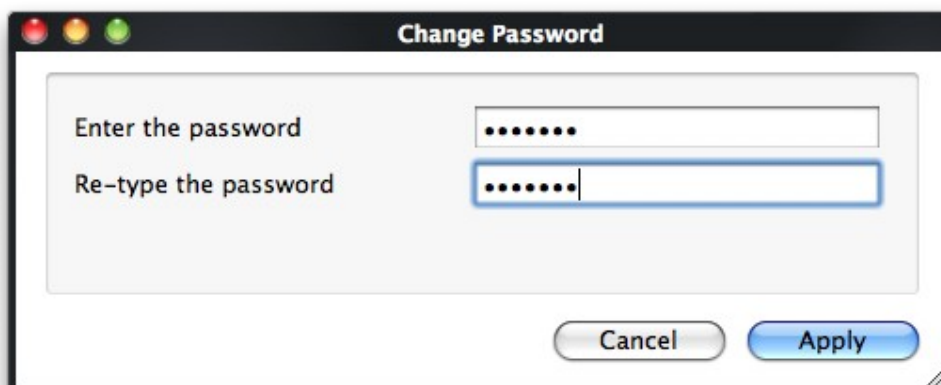 Change Password
Enter the password •••••••
Re-type the password •••••••
Cancel Apply